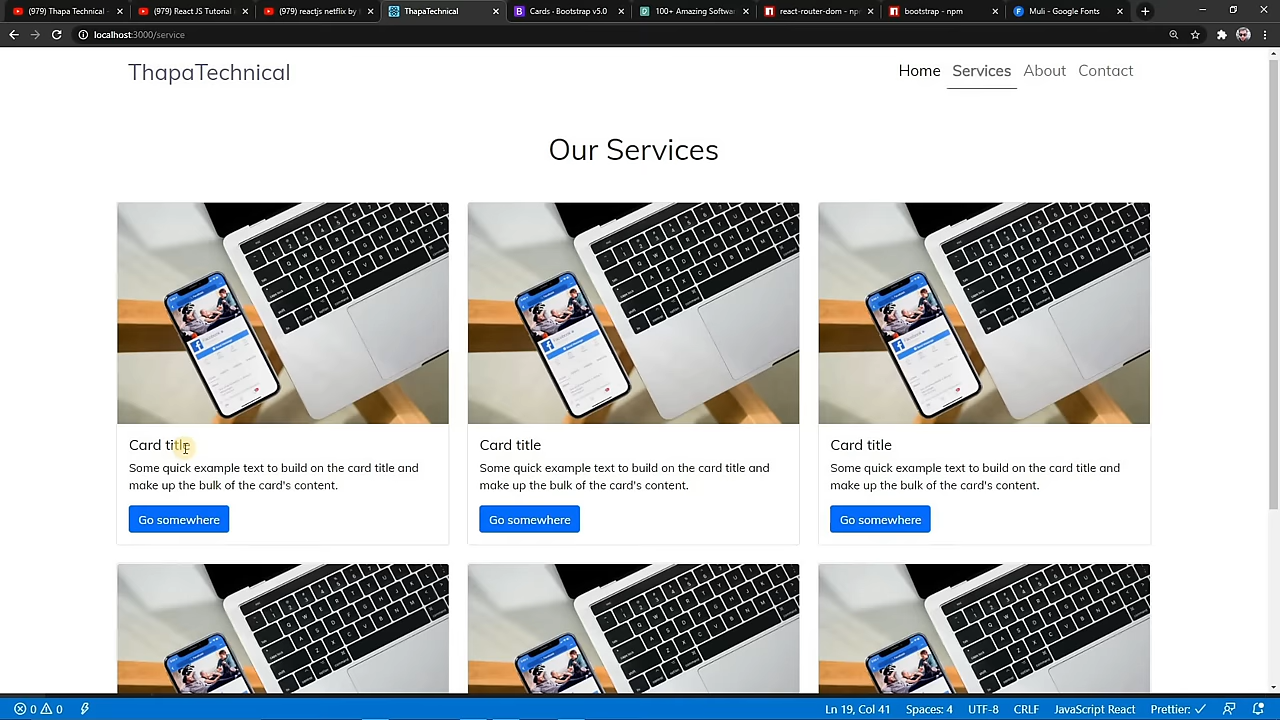 (979) Thapa Technical -
(979) React JS Tutorial
(979) reactjs netflix by
ThapaTechnical
Cards · Bootstrap v5.0
100+ Amazing Softwa
react-router-dom - np
bootstrap - npm
Muli - Google Fonts
localhost:3000/service
ThapaTechnical
Home Services About Contact
Our Services
Card title
Some quick example text to build on the card title and
make up the bulk of the card's content.
Go somewhere
Card title
Some quick example text to build on the card title and
make up the bulk of the card's content.
Go somewhere
Card title
Some quick example text to build on the card title and
make up the bulk of the card's content.
Go somewhere
0 0 Ln 19, Col 41 Spaces: 4 UTF-8 CRLF JavaScript React Prettier: ✓